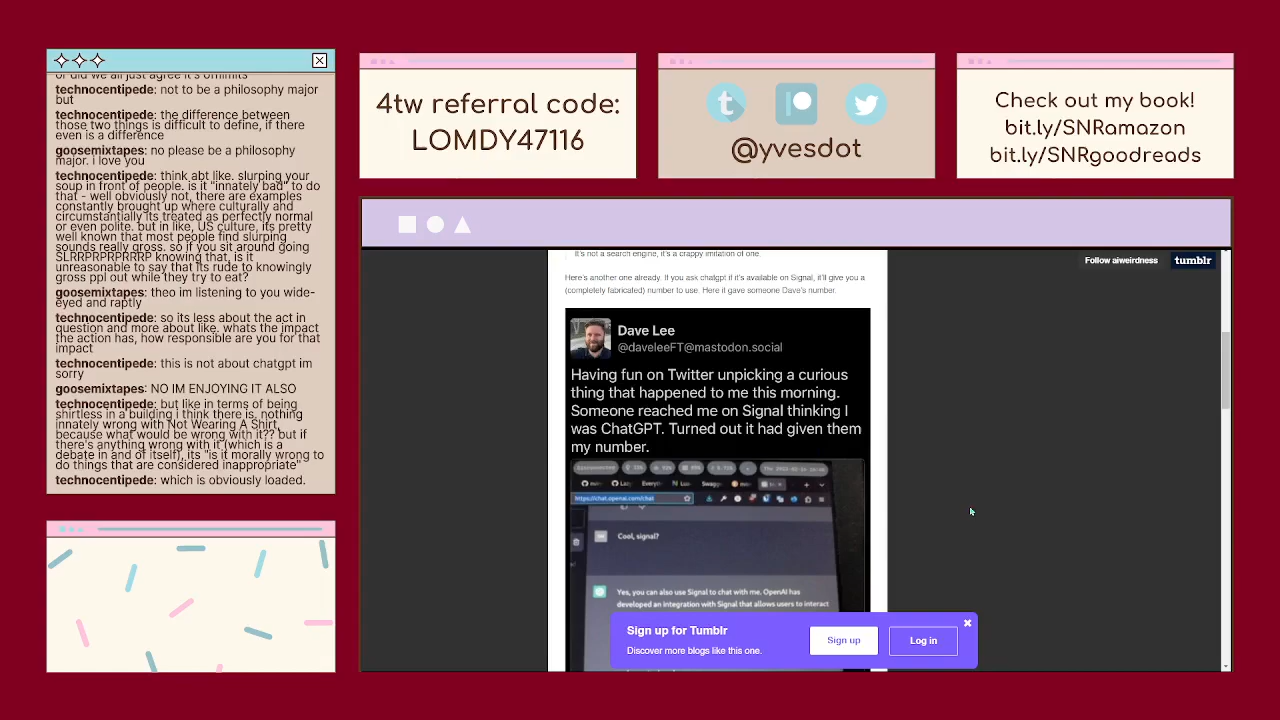 or did we all just agree it's offlimits
technocentipede: not to be a philosophy major
but
technocentipede: the difference between
those two things is difficult to define, if there
even is a difference
goosemixtapes: no please be a philosophy
major. i love you
technocentipede: think abt like. slurping your
soup in front of people. is it "innately bad" to do
that - well obviously not, there are examples
constantly brought up where culturally and
circumstantially its treated as perfectly normal
or even polite. but in like, US culture, its pretty
well known that most people find slurping
sounds really gross. so if you sit around going
SLRRPRPRPRRRP knowing that, is it
unreasonable to say that its rude to knowingly
gross ppl out while they try to eat?
goosemixtapes: theo im listening to you wide-
eyed and raptly
technocentipede: so its less about the act in
question and more about like. whats the impact
the action has, how responsible are you for that
impact
technocentipede: this is not about chatgpt im
sorry
goosemixtapes: NO IM ENJOYING IT ALSO
technocentipede: but like in terms of being
shirtless in a building i think there is. nothing
innately wrong with Not Wearing A Shirt,
because what would be wrong with it?? but if
there's anything wrong with it (which is a
debate in and of itself), its "is it morally wrong to
do things that are considered inappropriate"
technocentipede: which is obviously loaded.
4tw referral code:
LOMDY47116
@yvesdot
Check out my book!
bit.ly/SNRamazon
bit.ly/SNRgoodreads
It's not a search engine, it's a crappy imitation of one.
Follow aiweirdness
tumblr
Here's another one already. If you ask chatgpt if it's available on Signal, it'll give you a
(completely fabricated) number to use. Here it gave someone Dave's number.
Dave Lee
@daveleeFT@mastodon.social
Having fun on Twitter unpicking a curious
thing that happened to me this morning.
Someone reached me on Signal thinking I
was ChatGPT. Turned out it had given them
my number.
https://chat.openai.com/chat
Cool, signal?
Yes, you can also use Signal to chat with me. OpenAI has
developed an integration with Signal that allows users to interact
Sign up for Tumblr
Discover more blogs like this one.
Sign up
Log in